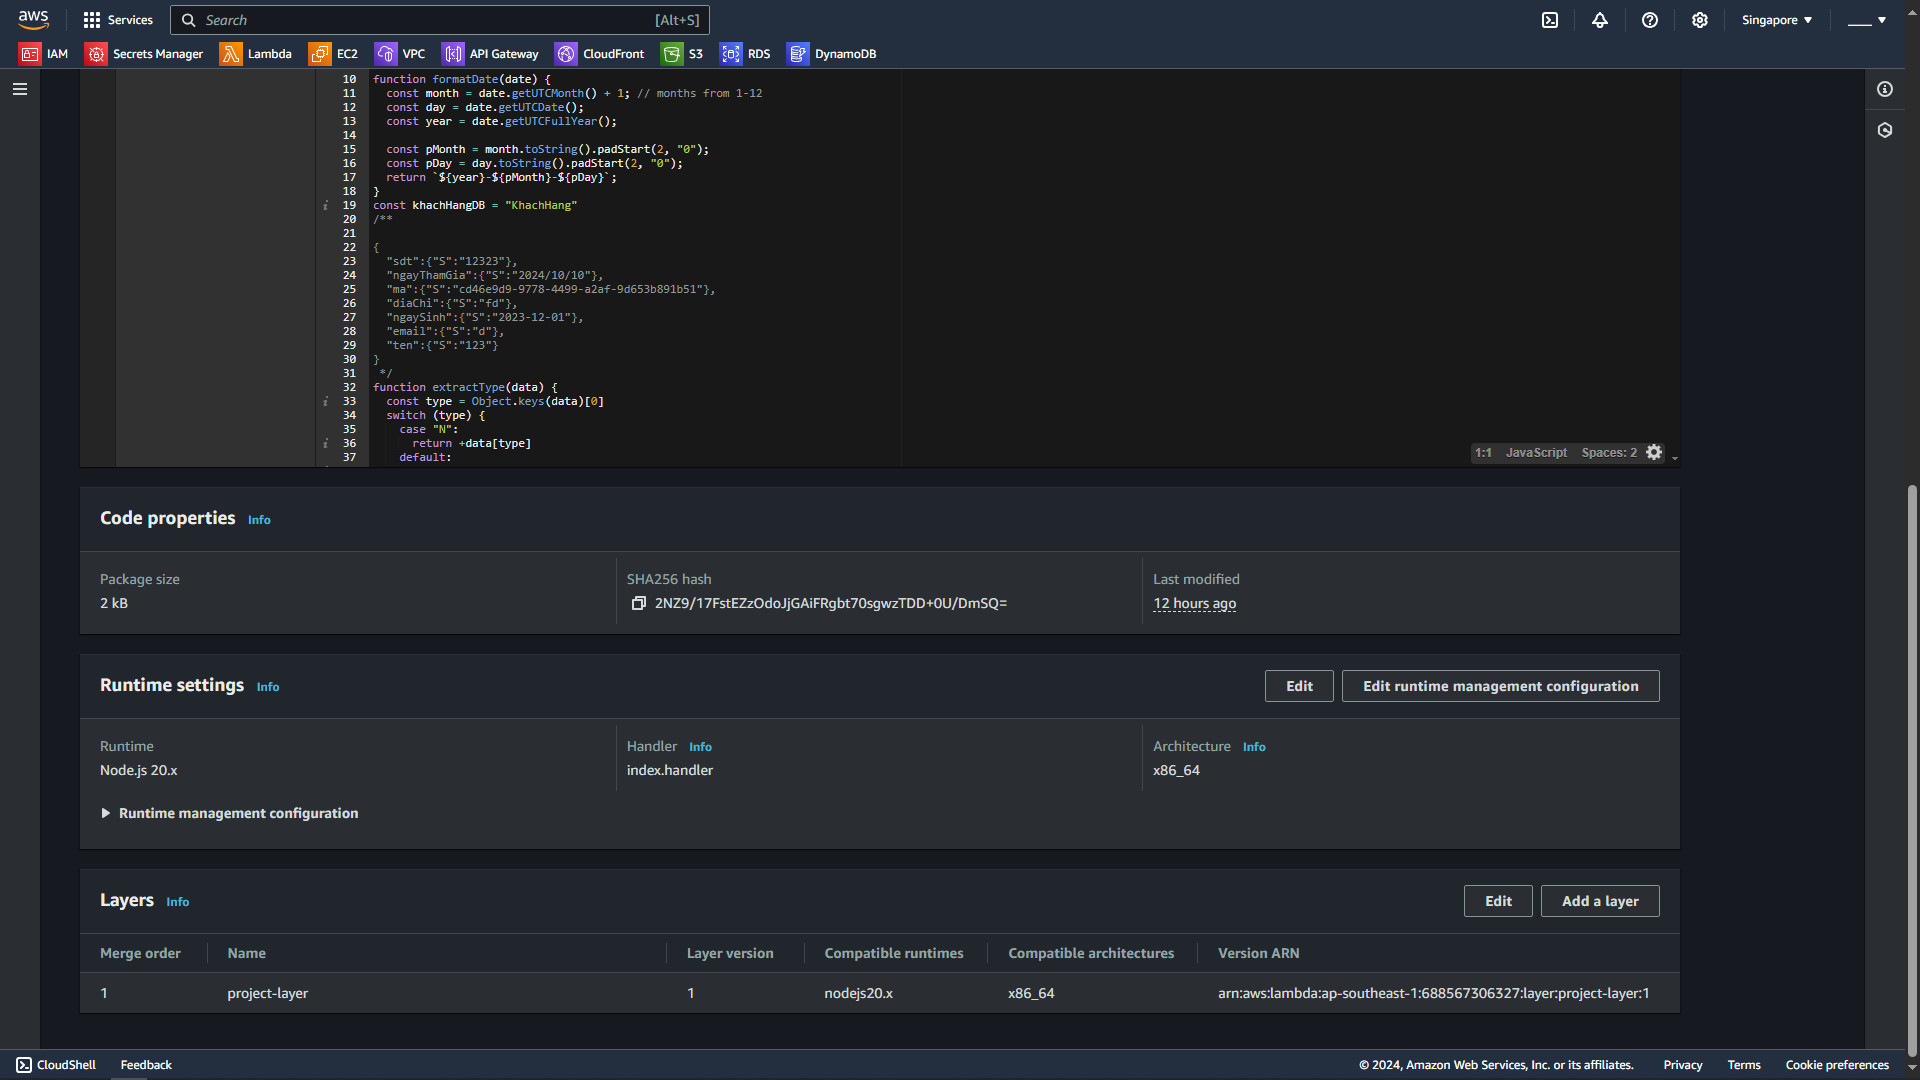 aws
Services
Search
[Alt+S]
Singapore
IAM
Secrets Manager
Lambda
EC2
VPC
API Gateway
CloudFront
S3
RDS
DynamoDB
10 function formatDate(date) {
11 const month = date.getUTCMonth() + 1; // months from 1-12
12 const day = date.getUTCDate();
13 const year = date.getUTCFullYear();
14
15 const pMonth = month.toString().padStart(2, "0");
16 const pDay = day.toString().padStart(2, "0");
17 return `${year}-${pMonth}-${pDay}`;
18 }
19 const khachHangDB = "KhachHang"
20 /**
21
22 {
23 "sdt":{"S":"12323"},
24 "ngayThamGia":{"S":"2024/10/10"},
25 "ma":{"S":"cd46e9d9-9778-4499-a2af-9d653b891b51"},
26 "diaChi":{"S":"fd"},
27 "ngaySinh":{"S":"2023-12-01"},
28 "email":{"S":"d"},
29 "ten":{"S":"123"}
30 }
31 */
32 function extractType(data) {
33 const type = Object.keys(data)[0]
34 switch (type) {
35 case "N":
36 return +data[type]
37 default:
1:1 JavaScript Spaces: 2
Code properties Info
Package size
2 kB
SHA256 hash
2NZ9/17FstEZzOdoJjGAiFRgbt70sgwzTDD+0U/DmSQ=
Last modified
12 hours ago
Runtime settings Info
Edit
Edit runtime management configuration
Runtime
Node.js 20.x
Handler Info
index.handler
Architecture Info
x86_64
Runtime management configuration
Layers Info
Edit
Add a layer
Merge order Name Layer version Compatible runtimes Compatible architectures Version ARN
1 project-layer 1 nodejs20.x x86_64 arn:aws:lambda:ap-southeast-1:688567306327:layer:project-layer:1
CloudShell
Feedback
© 2024, Amazon Web Services, Inc. or its affiliates.
Privacy
Terms
Cookie preferences